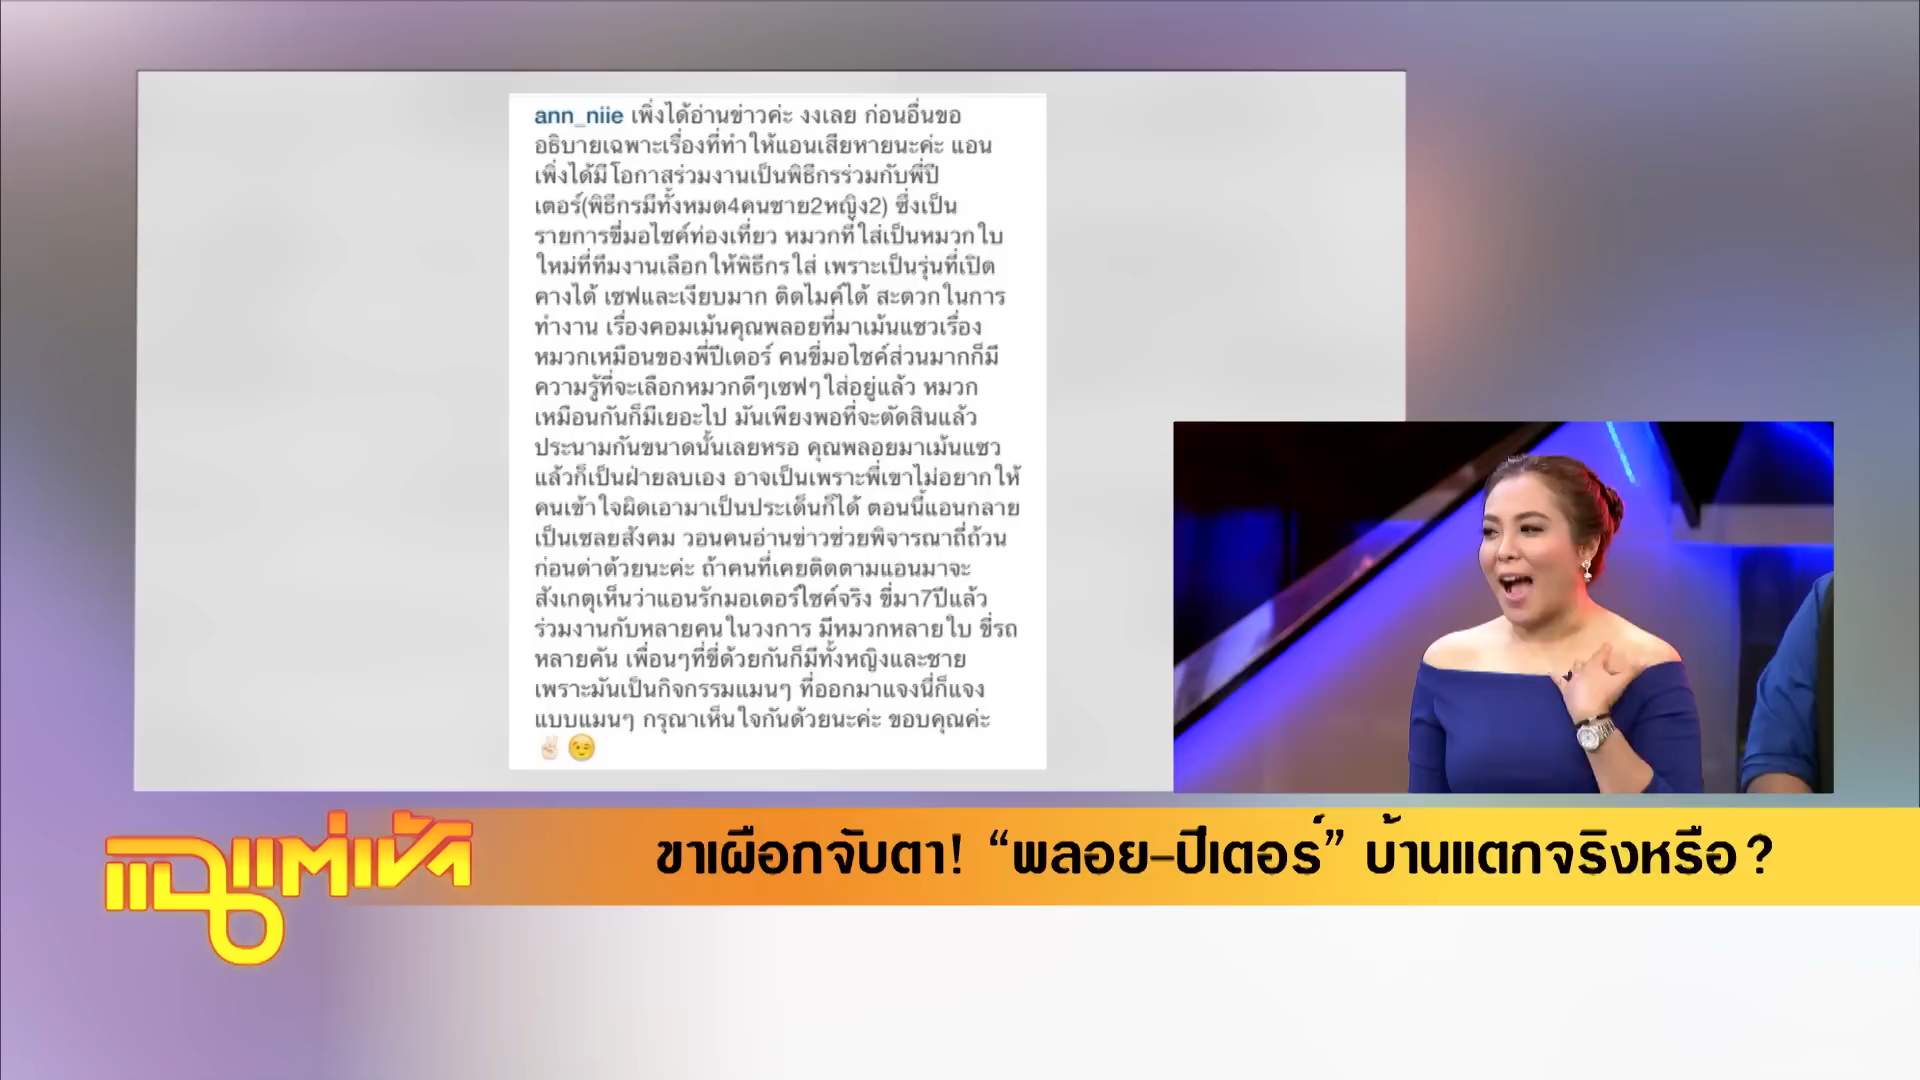 ann_niie เพิ่งได้อ่านข่าวค่ะ งงเลย ก่อนอื่นขอ
อธิบายเฉพาะเรื่องที่ทำให้แอนเสียหายนะค่ะ แอน
เพิ่งได้มีโอกาสร่วมงานเป็นพิธีกรร่วมกับพี่ปี
เตอร์(พิธีกรมีทั้งหมด4คนชาย2หญิง2) ซึ่งเป็น
รายการขี่มอไซค์ท่องเที่ยว หมวกที่ใส่เป็นหมวกใบ
ใหม่ที่ทีมงานเลือกให้พิธีกรใส่ เพราะเป็นรุ่นที่เปิด
คางได้ เซฟและเงียบมาก ติดไมค์ได้ สะดวกในการ
ทำงาน เรื่องคอมเม้นคุณพลอยที่มาเม้นแซวเรื่อง
หมวกเหมือนของพี่ปีเตอร์ คนขี่มอไซค์ส่วนมากก็มี
ความรู้ที่จะเลือกหมวกดีๆเซฟๆใส่อยู่แล้ว หมวก
เหมือนกันก็มีเยอะไป มันเพียงพอที่จะตัดสินแล้ว
ประนามกันขนาดนั้นเลยหรอ คุณพลอยมาเม้นแซว
แล้วก็เป็นฝ่ายลบเอง อาจเป็นเพราะพี่เขาไม่อยากให้
คนเข้าใจผิดเอามาเป็นประเด็นก็ได้ ตอนนี้แอนกลาย
เป็นเชลยสังคม วอนคนอ่านข่าวช่วยพิจารณาถี่ถ้วน
ก่อนด่าด้วยนะค่ะ ถ้าคนที่เคยติดตามแอนมาจะ
สังเกตุเห็นว่าแอนรักมอเตอร์ไซค์จริง ขี่มา7ปีแล้ว
ร่วมงานกับหลายคนในวงการ มีหมวกหลายใบ ขี่รถ
หลายคัน เพื่อนๆที่ขี่ด้วยกันก็มีทั้งหญิงและชาย
เพราะมันเป็นกิจกรรมแมนๆ ที่ออกมาแจงนี่ก็แจง
แบบแมนๆ กรุณาเห็นใจกันด้วยนะค่ะ ขอบคุณค่ะ
✌🏻😉
แฉแต่เช้า
ขาเผือกจับตา! “พลอย-ปีเตอร์” บ้านแตกจริงหรือ?